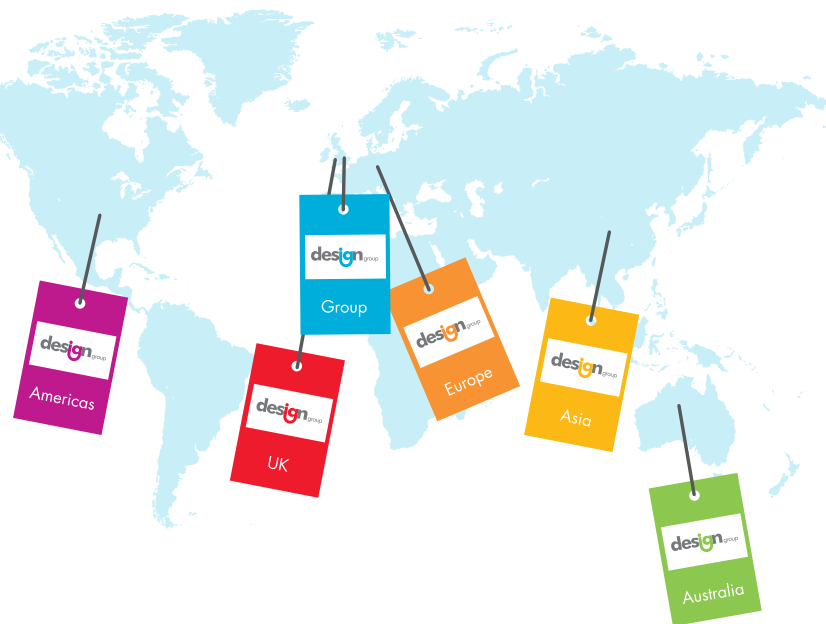 design group
Group
design group
Americas
design group
UK
design group
Europe
design group
Asia
design group
Australia